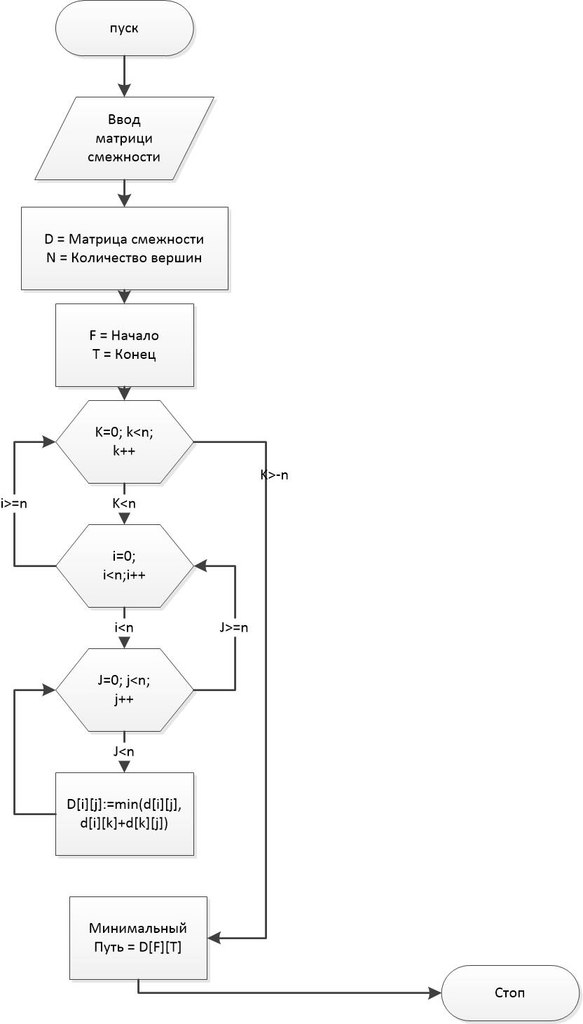 пуск
Ввод
матрици
смежности
D = Матрица смежности
N = Количество вершин
F = Начало
T = Конец
K=0; k<n;
k++
K>-n
i>=n
K<n
i=0;
i<n;i++
i<n
J>=n
J=0; j<n;
j++
J<n
D[i][j]:=min(d[i][j],
d[i][k]+d[k][j])
Минимальный
Путь = D[F][T]
Стоп